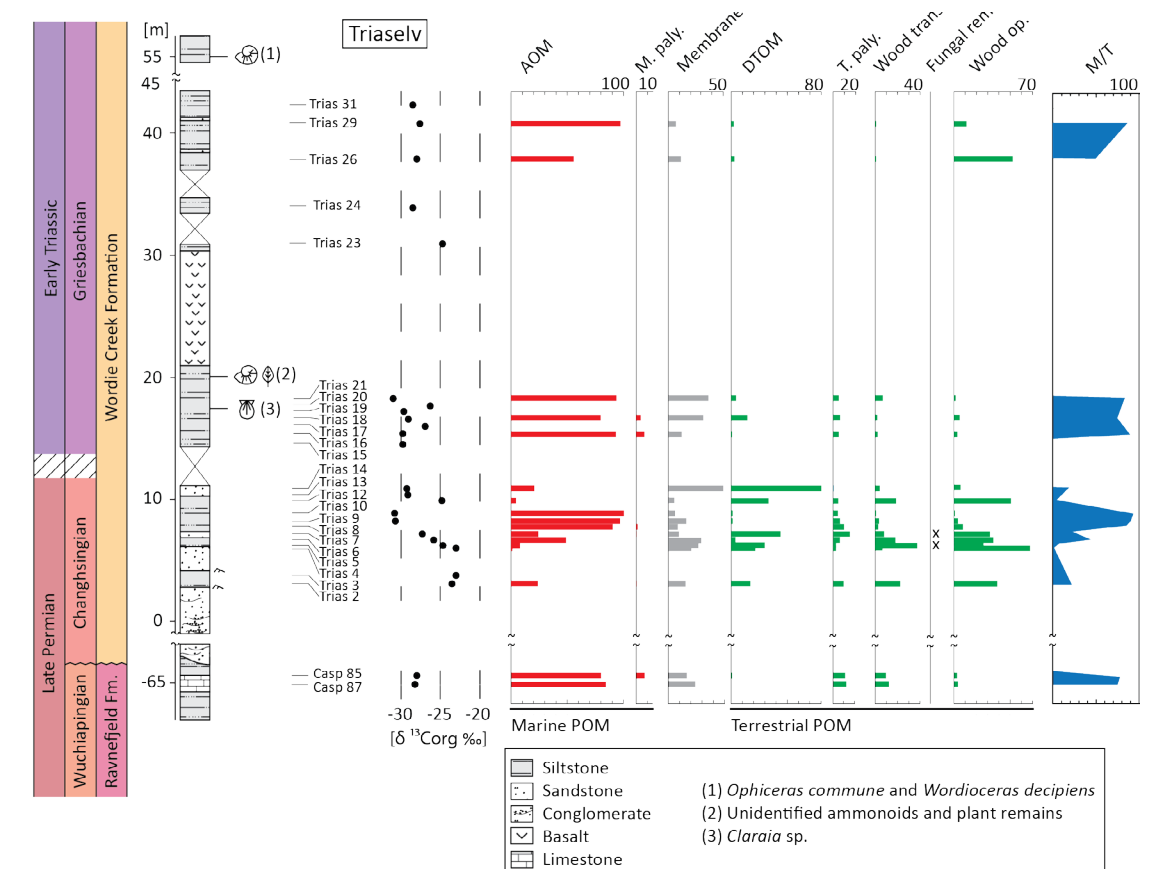 [m]
Triaselv
AOM
M. paly.
Membrane
DTOM
T. paly.
Wood trans
Fungal rem.
Wood op.
M/T
100
10
50
80
20
40
70
100
55
45
40
30
20
10
0
-65
(1)
(2)
(3)
Early Triassic
Late Permian
Griesbachian
Changhsingian
Wuchiapingian
Wordie Creek Formation
Ravnefjeld Fm.
Trias 31
Trias 29
Trias 26
Trias 24
Trias 23
Trias 21
Trias 20
Trias 19
Trias 18
Trias 17
Trias 16
Trias 15
Trias 14
Trias 13
Trias 12
Trias 10
Trias 9
Trias 8
Trias 7
Trias 6
Trias 5
Trias 4
Trias 3
Trias 2
Casp 85
Casp 87
x
x
-30 -25 -20
[δ ¹³Corg ‰]
Marine POM
Terrestrial POM
Siltstone
Sandstone
Conglomerate
Basalt
Limestone
(1) Ophiceras commune and Wordioceras decipiens
(2) Unidentified ammonoids and plant remains
(3) Claraia sp.